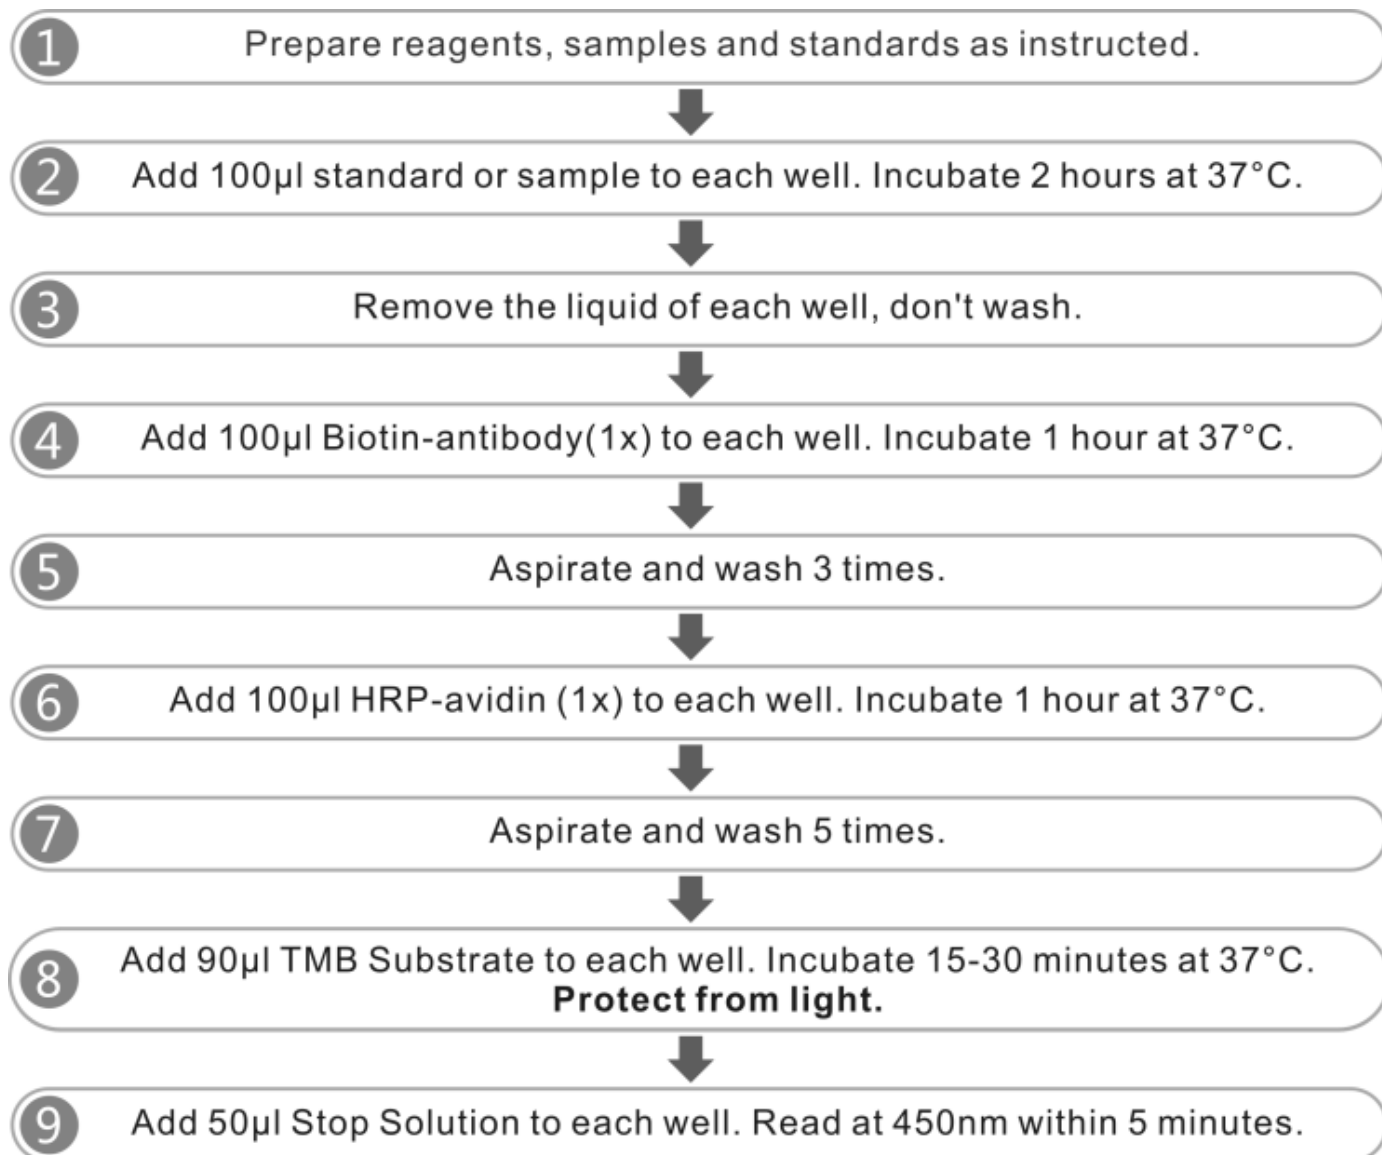 1 Prepare reagents, samples and standards as instructed.
2 Add 100µl standard or sample to each well. Incubate 2 hours at 37°C.
3 Remove the liquid of each well, don't wash.
4 Add 100µl Biotin-antibody(1x) to each well. Incubate 1 hour at 37°C.
5 Aspirate and wash 3 times.
6 Add 100µl HRP-avidin (1x) to each well. Incubate 1 hour at 37°C.
7 Aspirate and wash 5 times.
8 Add 90µl TMB Substrate to each well. Incubate 15-30 minutes at 37°C.
Protect from light.
9 Add 50µl Stop Solution to each well. Read at 450nm within 5 minutes.